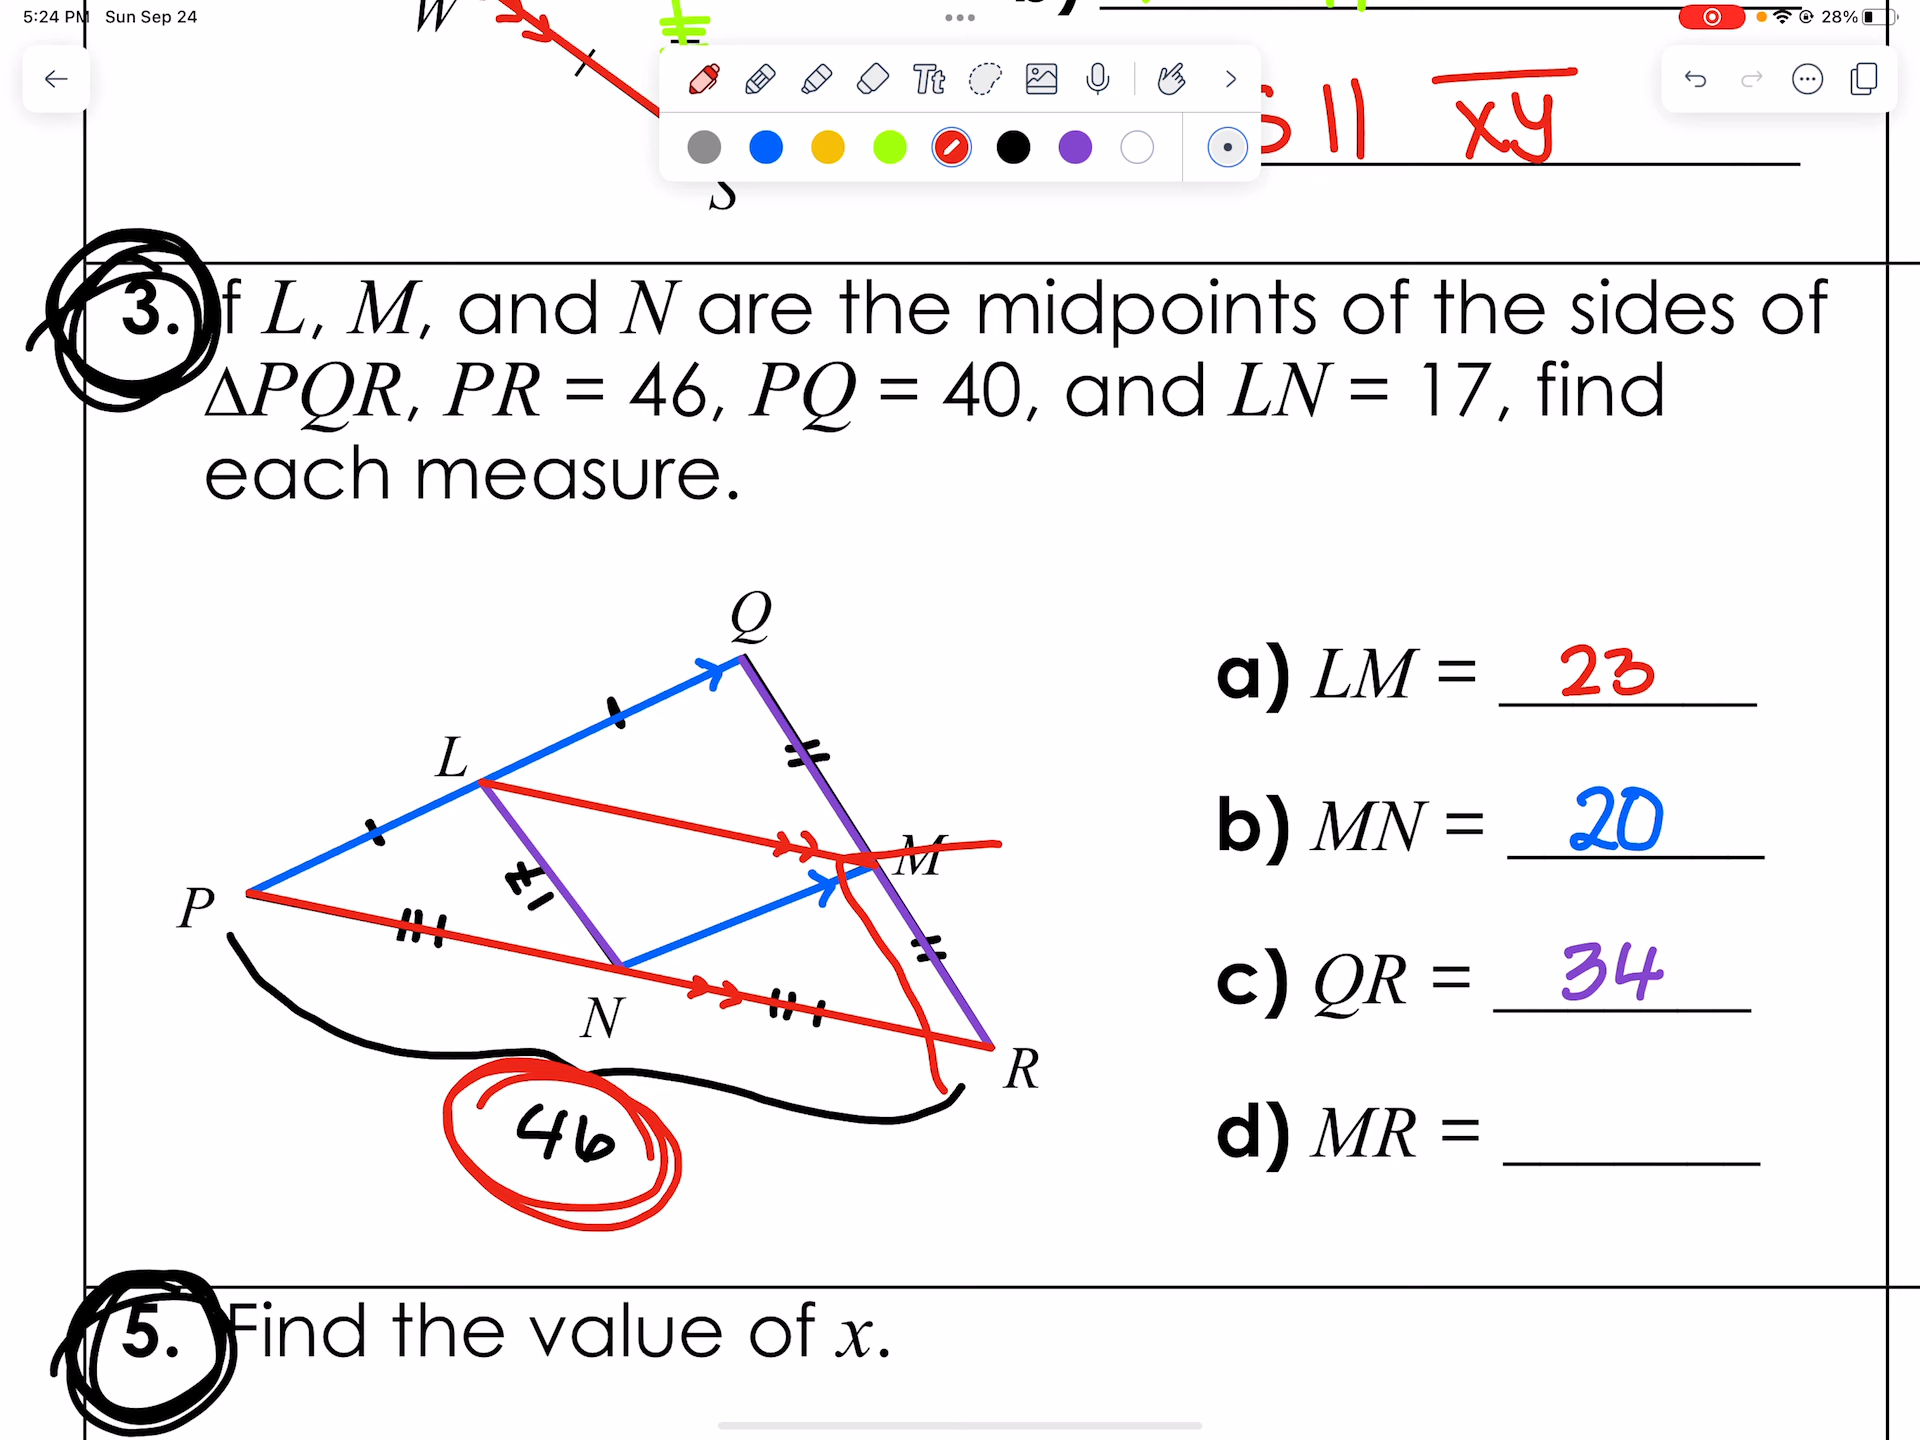 5:24 PM Sun Sep 24
28%
W
Tt
S || xy
S
3. If L, M, and N are the midpoints of the sides of
ΔPQR, PR = 46, PQ = 40, and LN = 17, find
each measure.
Q
L
M
P
N
R
46
a) LM = 23
b) MN = 20
c) QR = 34
d) MR = ________
5. Find the value of x.